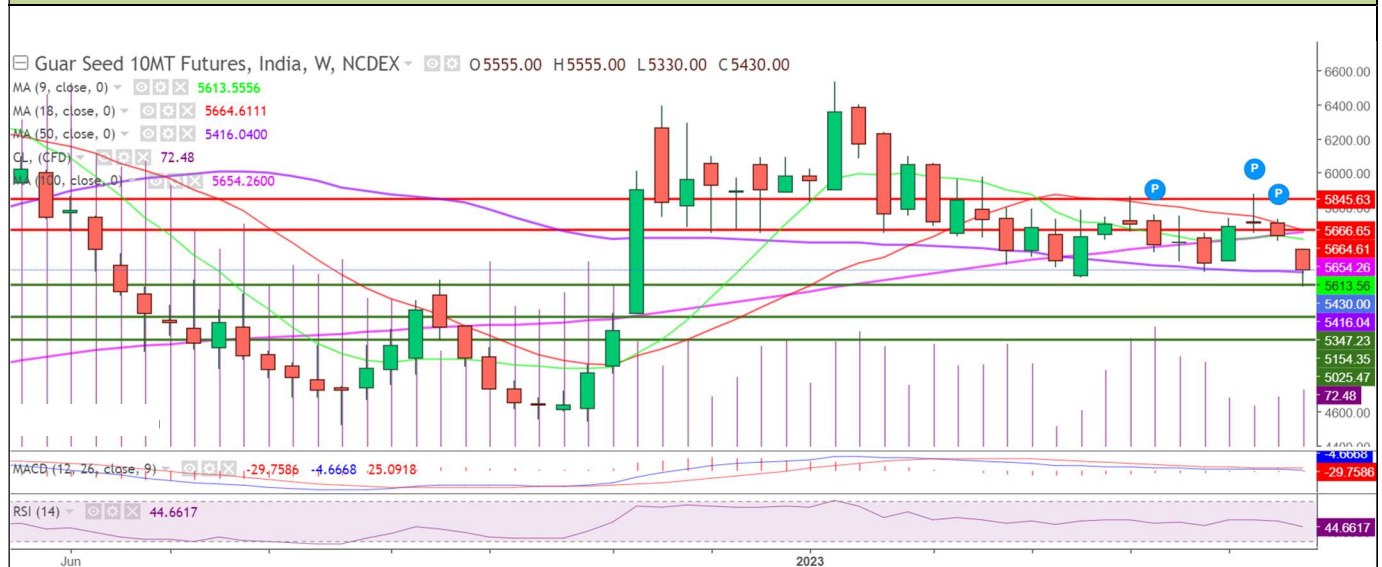 Guar Seed 10MT Futures, India, W, NCDEX O5555.00 H5555.00 L5330.00 C5430.00
MA (9, close, 0) 5613.5556
MA (18, close, 0) 5664.6111
MA (50, close, 0) 5416.0400
CL, (CFD) 72.48
MA (100, close, 0) 5654.2600
6600.00
6400.00
6200.00
6000.00
5845.63
5666.65
5664.61
5654.26
5613.56
5430.00
5416.04
5347.23
5154.35
5025.47
72.48
4600.00
4400.00
P
P
P
MACD (12, 26, close, 9) -29.7586 -4.6668 25.0918
-4.6668
-29.7586
RSI (14) 44.6617
44.6617
Jun 2023